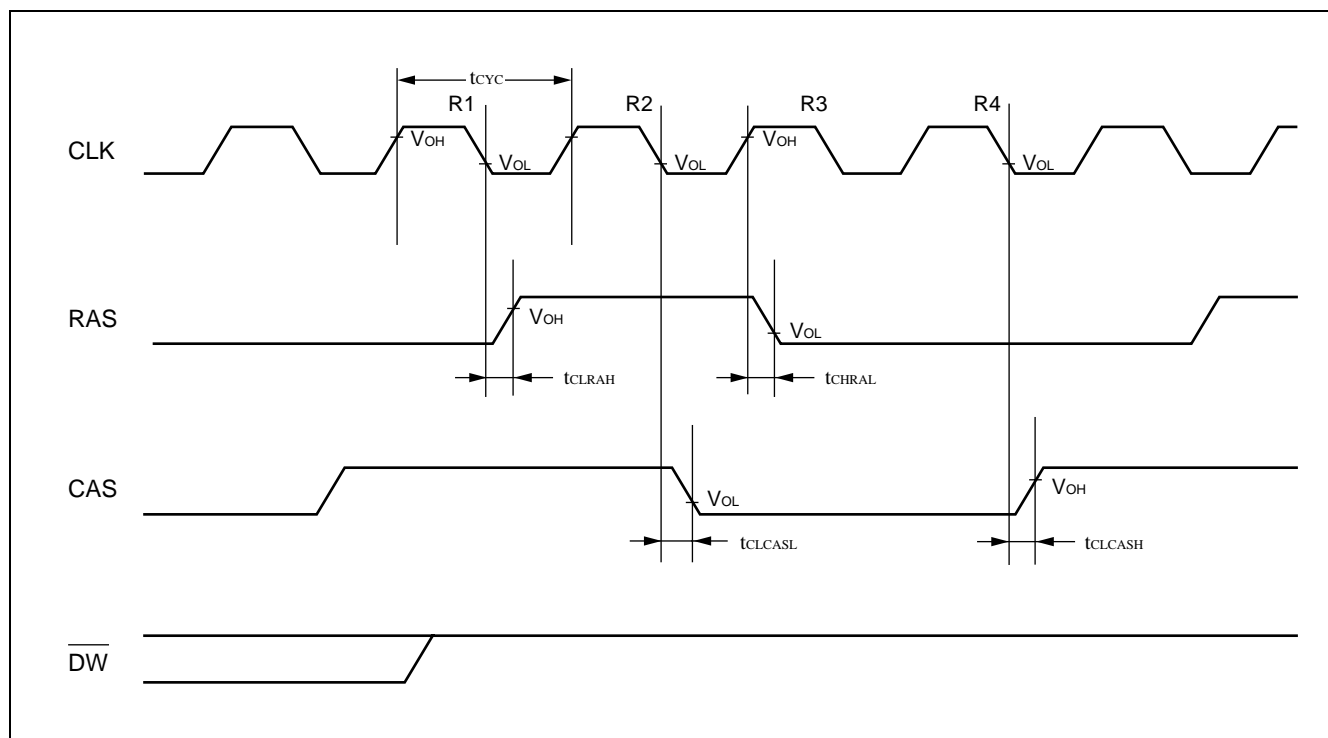 tCYC
R1 R2 R3 R4
CLK VOH VOL VOL VOH VOL
RAS VOH VOL
tCLRAH tCHRAL
CAS VOL VOH
tCLCASL tCLCASH
DW